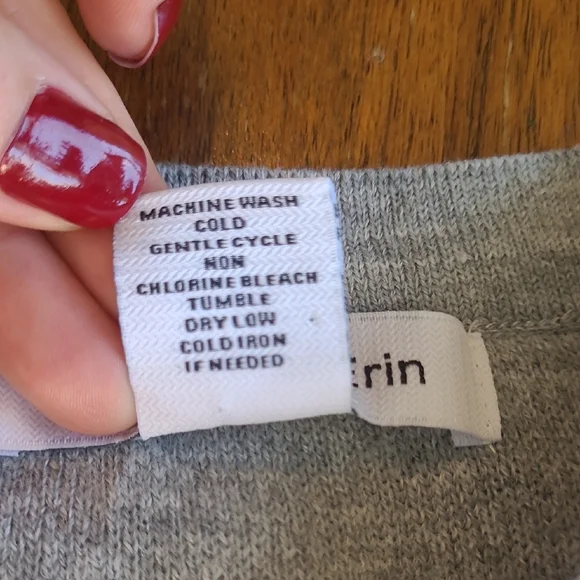 MACHINE WASH
COLD
GENTLE CYCLE
NON
CHLORINE BLEACH
TUMBLE
DRY LOW
COLD IRON
IF NEEDED
Erin